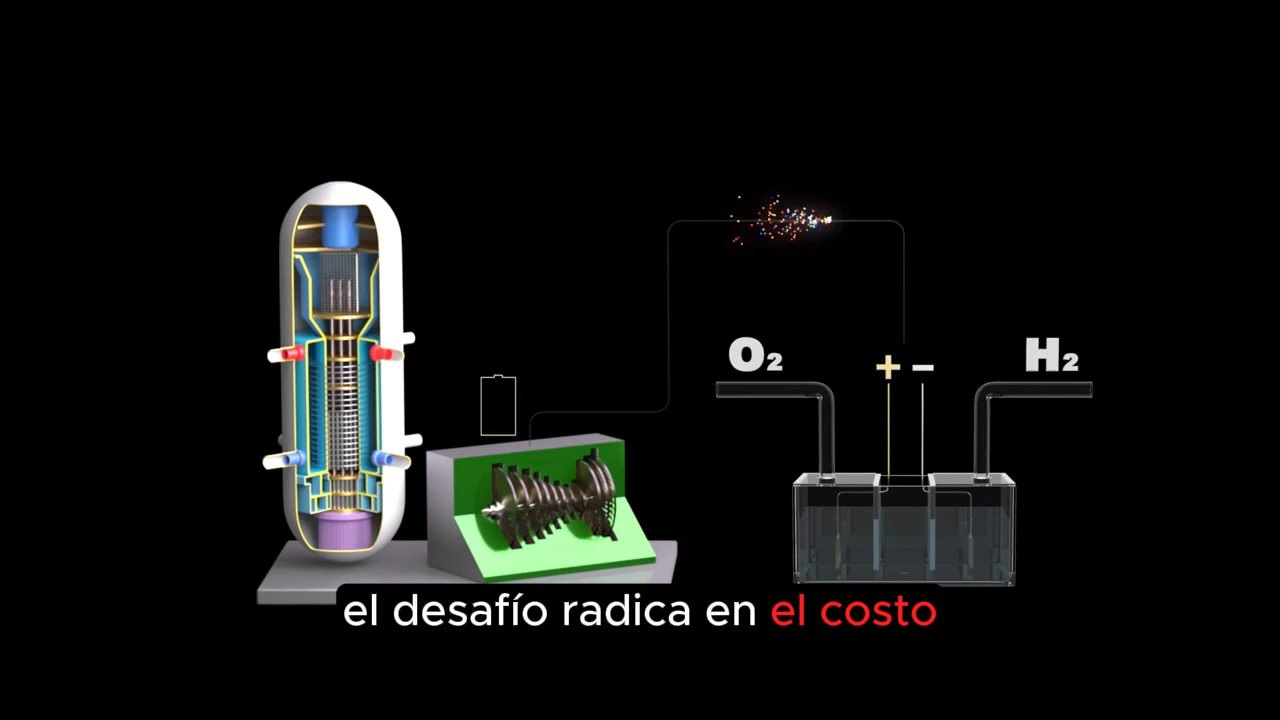 O₂
+ −
H₂
el desafío radica en el costo